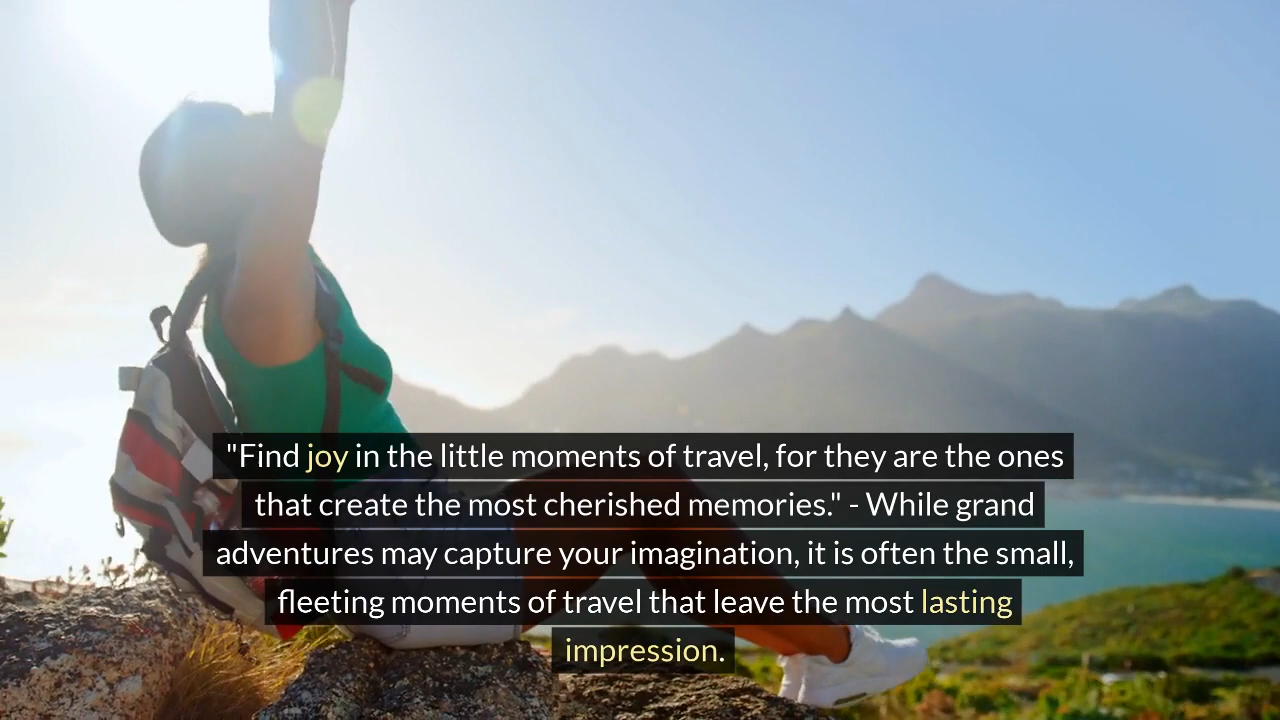 "Find joy in the little moments of travel, for they are the ones
that create the most cherished memories." - While grand
adventures may capture your imagination, it is often the small,
fleeting moments of travel that leave the most lasting
impression.